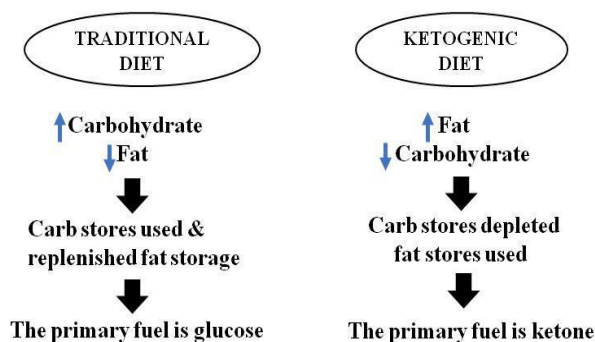 TRADITIONAL
DIET
Carbohydrate
Fat
Carb stores used &
replenished fat storage
The primary fuel is glucose
KETOGENIC
DIET
Fat
Carbohydrate
Carb stores depleted
fat stores used
The primary fuel is ketone